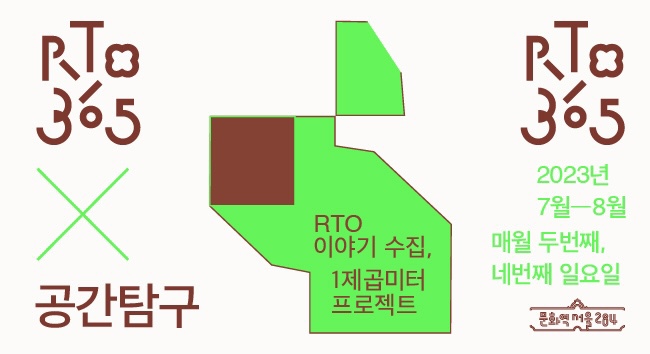 RTO
365
공간탐구
RTO
이야기 수집,
1제곱미터
프로젝트
RTO
365
2023년
7월—8월
매월 두번째,
네번째 일요일
문화역서울284